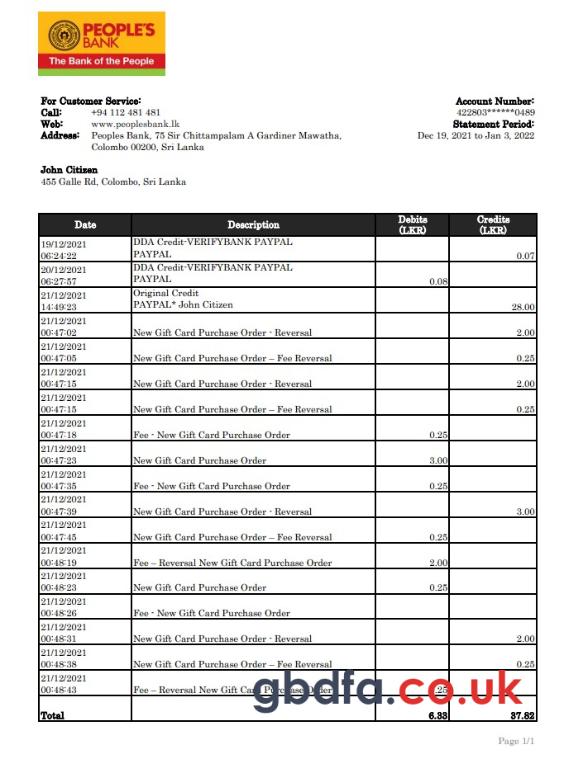 PEOPLE'S
BANK
The Bank of the People
For Customer Service:
Call: +94 112 481 481
Web: www.peoplesbank.lk
Address: Peoples Bank, 75 Sir Chittampalam A Gardiner Mawatha,
Colombo 00200, Sri Lanka
Account Number:
422803******0489
Statement Period:
Dec 19, 2021 to Jan 3, 2022
John Citizen
455 Galle Rd, Colombo, Sri Lanka
Date Description Debits (LKR) Credits (LKR)
19/12/2021 DDA Credit-VERIFYBANK PAYPAL
06:24:22 PAYPAL 0.07
20/12/2021 DDA Credit-VERIFYBANK PAYPAL
06:27:57 PAYPAL 0.08
21/12/2021 Original Credit
14:49:23 PAYPAL* John Citizen 28.00
21/12/2021
00:47:02 New Gift Card Purchase Order - Reversal 2.00
21/12/2021
00:47:05 New Gift Card Purchase Order – Fee Reversal 0.25
21/12/2021
00:47:15 New Gift Card Purchase Order - Reversal 2.00
21/12/2021
00:47:15 New Gift Card Purchase Order – Fee Reversal 0.25
21/12/2021
00:47:18 Fee - New Gift Card Purchase Order 0.25
21/12/2021
00:47:23 New Gift Card Purchase Order 3.00
21/12/2021
00:47:35 Fee - New Gift Card Purchase Order 0.25
21/12/2021
00:47:39 New Gift Card Purchase Order - Reversal 3.00
21/12/2021
00:47:45 New Gift Card Purchase Order – Fee Reversal 0.25
21/12/2021
00:48:19 Fee – Reversal New Gift Card Purchase Order 2.00
21/12/2021
00:48:23 New Gift Card Purchase Order 0.25
21/12/2021
00:48:26 Fee - New Gift Card Purchase Order
21/12/2021
00:48:31 New Gift Card Purchase Order - Reversal 2.00
21/12/2021
00:48:38 New Gift Card Purchase Order – Fee Reversal 0.25
21/12/2021
00:48:43 Fee – Reversal New Gift Card Purchase Order .25
gbdfa.co.uk
Total 6.33 37.82
Page 1/1